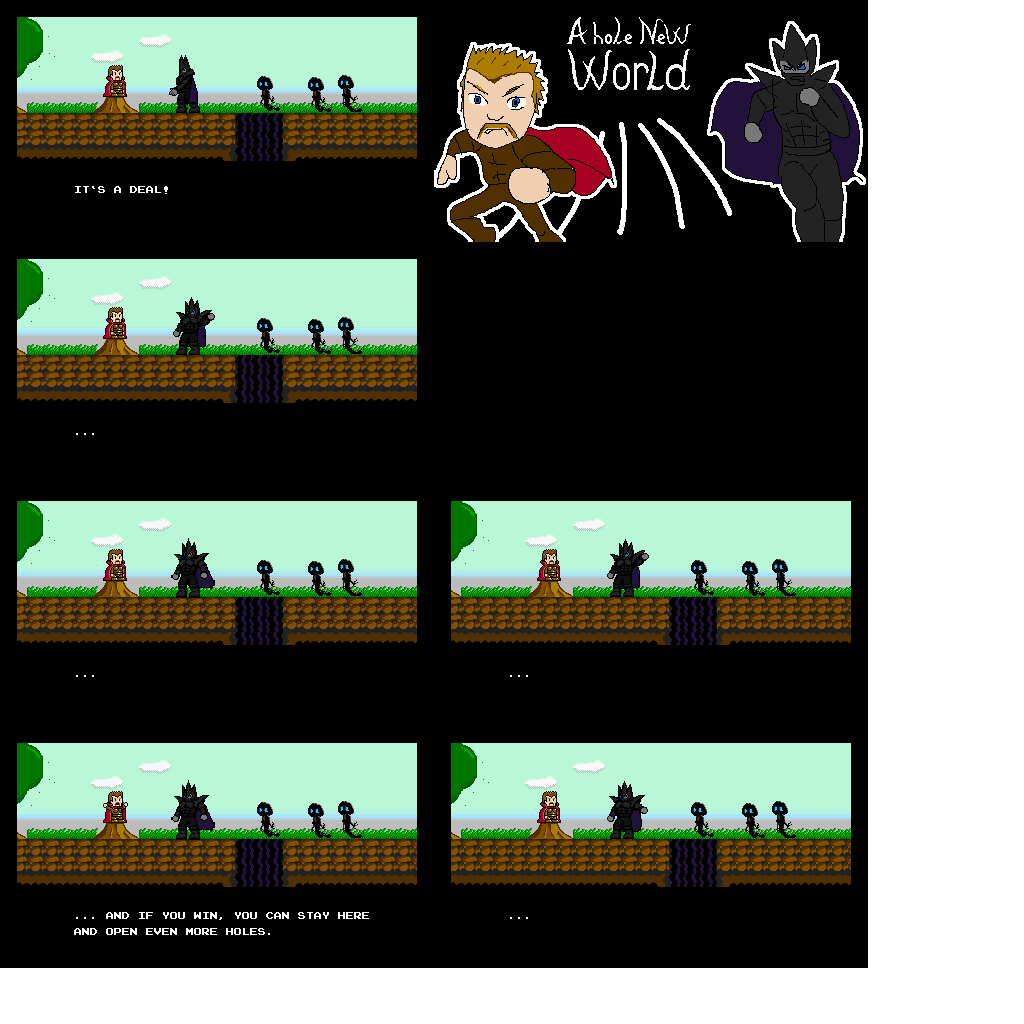 IT'S A DEAL!
A hole New
World
...
...
...
... AND IF YOU WIN, YOU CAN STAY HERE
AND OPEN EVEN MORE HOLES.
...